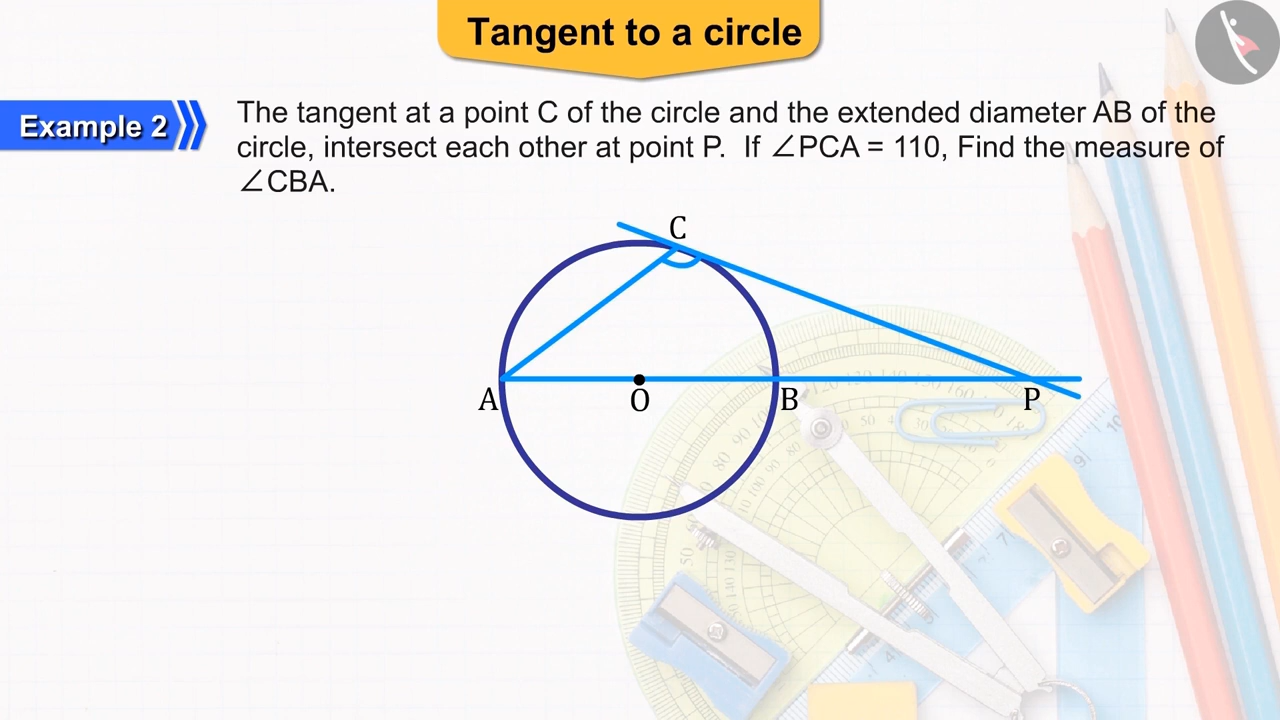 Tangent to a circle
Example 2
The tangent at a point C of the circle and the extended diameter AB of the
circle, intersect each other at point P. If ∠PCA = 110, Find the measure of
∠CBA.
C
A
O
B
P